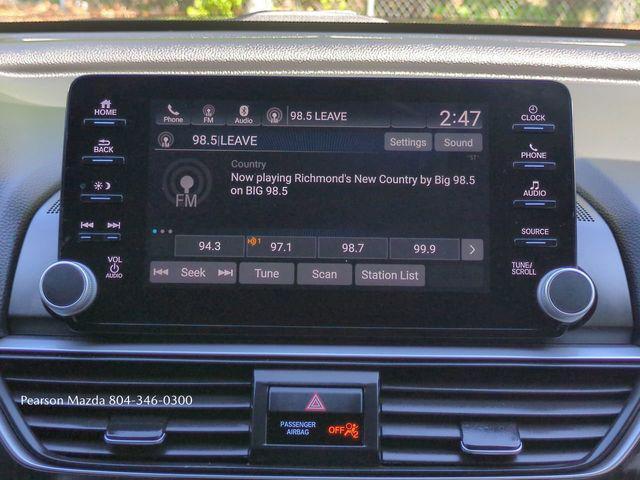 HOME
BACK
VOL
AUDIO
Phone
FM
Audio
98.5 LEAVE
2:47
98.5|LEAVE
Settings
Sound
"ST"
FM
Country
Now playing Richmond's New Country by Big 98.5
on BIG 98.5
94.3
1
97.1
98.7
99.9
Seek
Tune
Scan
Station List
CLOCK
PHONE
AUDIO
SOURCE
TUNE/
SCROLL
Pearson Mazda 804-346-0300
PASSENGER
AIRBAG
OFF
2